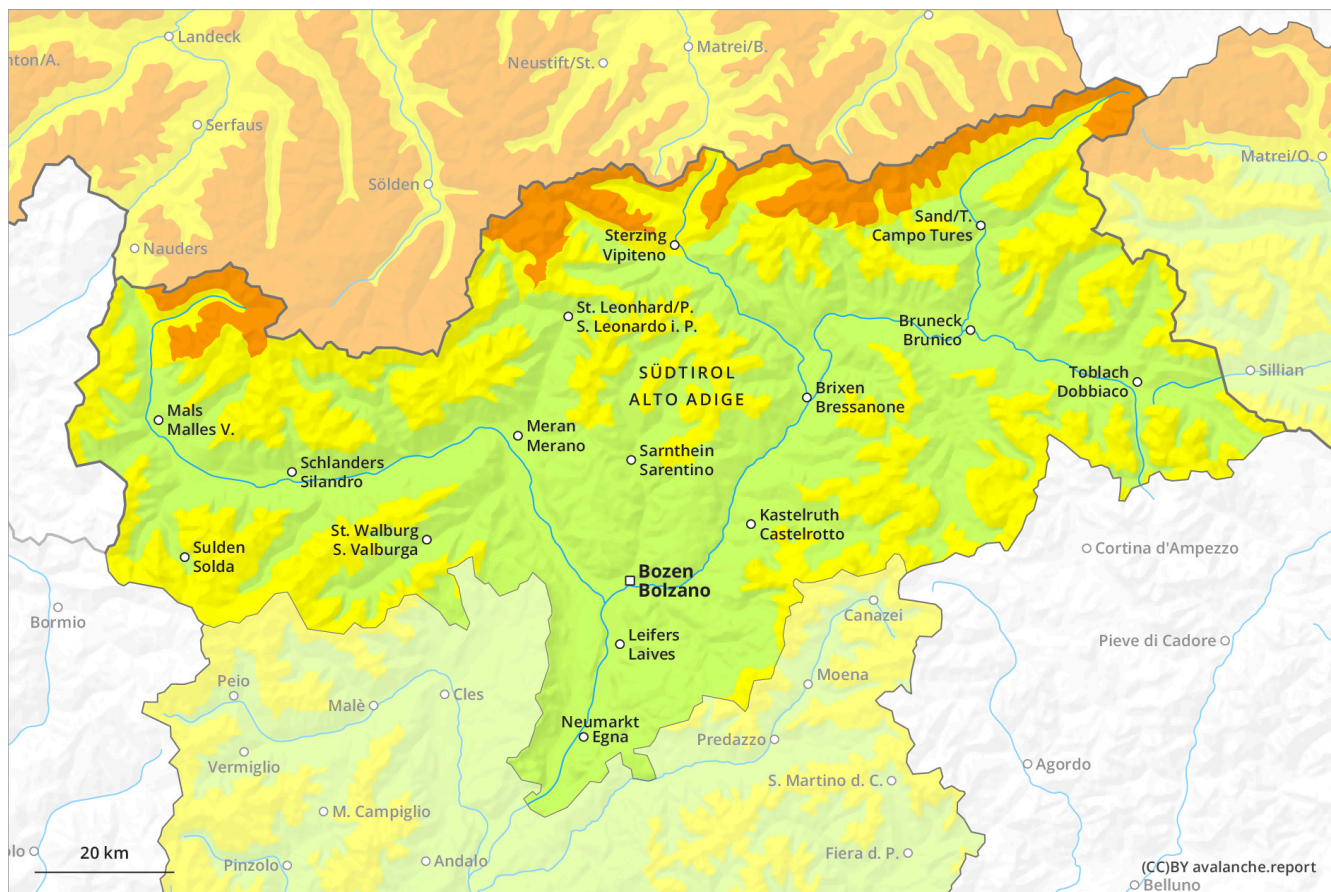 Landeck
nton/A.
Matrei/B.
Neustift/St.
Serfaus
Matrei/O.
Sölden
Sand/T.
Campo Tures
Sterzing
Vipiteno
Nauders
St. Leonhard/P.
S. Leonardo i. P.
Bruneck
Brunico
SÜDTIROL
ALTO ADIGE
Toblach
Dobbiaco
Sillian
Brixen
Bressanone
Mals
Malles V.
Meran
Merano
Schlanders
Silandro
Sarnthein
Sarentino
Kastelruth
Castelrotto
St. Walburg
S. Valburga
Sulden
Solda
Cortina d'Ampezzo
Bozen
Bolzano
Bormio
Canazei
Leifers
Laives
Pieve di Cadore
Peio
Moena
Malè
Cles
Neumarkt
Egna
Predazzo
Vermiglio
Agordo
S. Martino d. C.
M. Campiglio
olo
20 km
Pinzolo
Andalo
Fiera d. P.
(CC)BY avalanche.report
Belluno